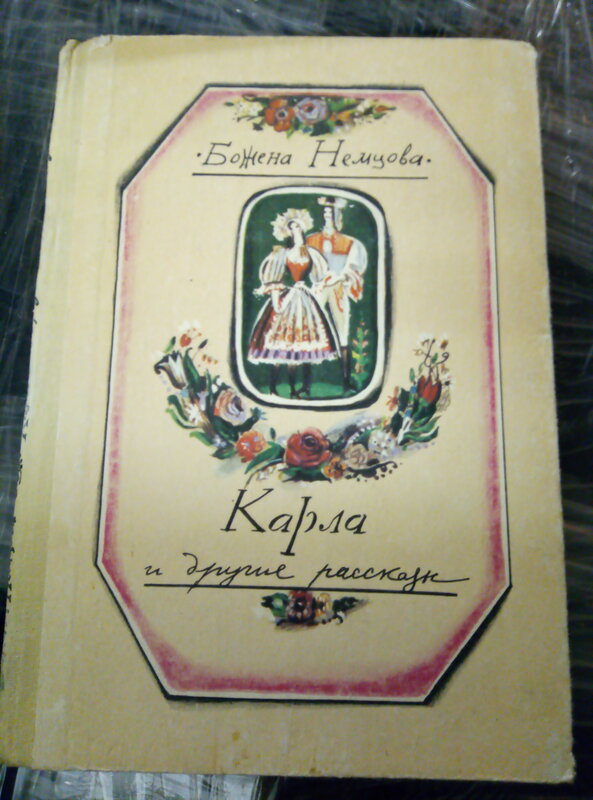 ·Божена Немцова·
Карла
и другие рассказы